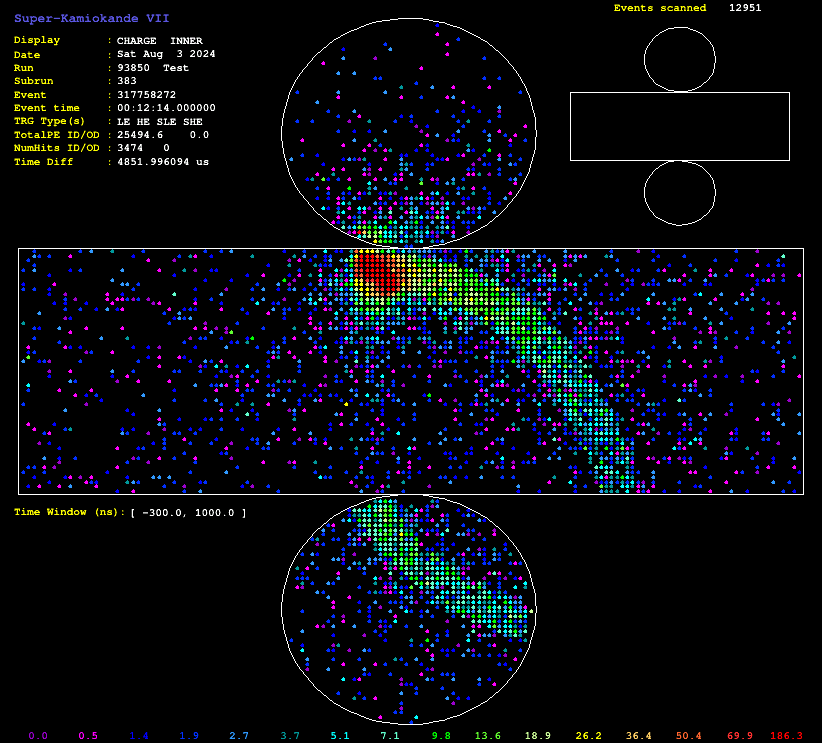 Events scanned 12951
Super-Kamiokande VII
Display : CHARGE INNER
Date : Sat Aug 3 2024
Run : 93850 Test
Subrun : 383
Event : 317758272
Event time : 00:12:14.000000
TRG Type(s) : LE HE SLE SHE
TotalPE ID/OD : 25494.6 0.0
NumHits ID/OD : 3474 0
Time Diff : 4851.996094 us
Time Window (ns): [ -300.0, 1000.0 ]
0.0 0.5 1.4 1.9 2.7 3.7 5.1 7.1 9.8 13.6 18.9 26.2 36.4 50.4 69.9 186.3